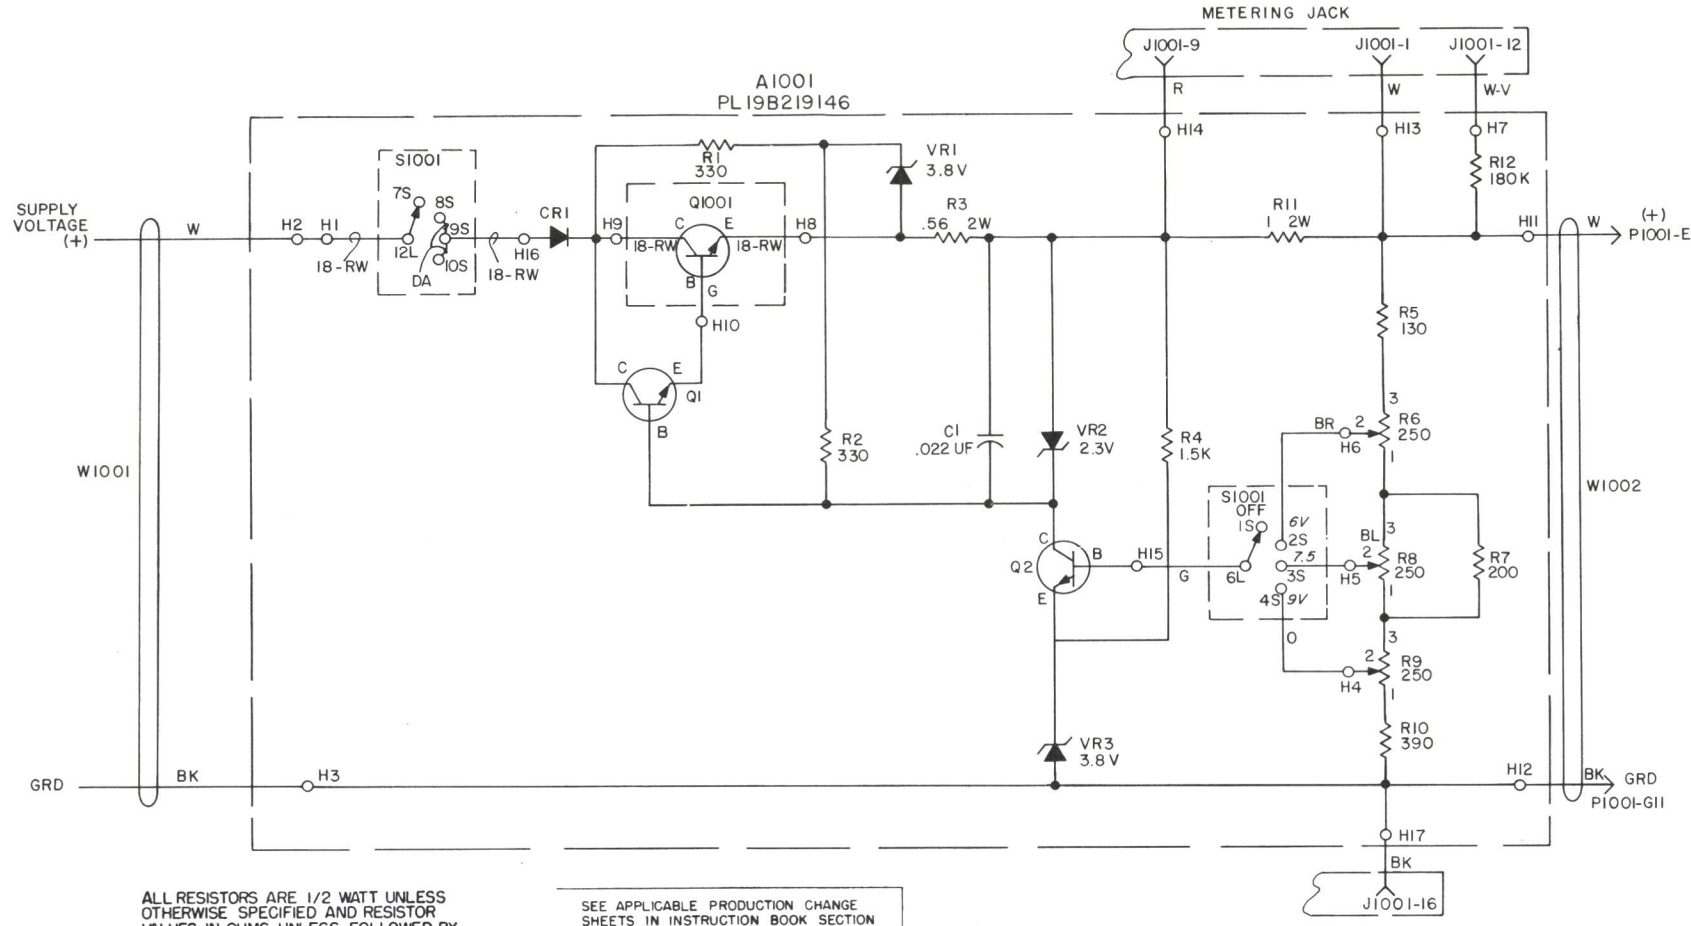 METERING JACK
J1001-9
J1001-1
J1001-12
R
W
W-V
A1001
PL19B219146
H14
H13
H7
S1001
7S
8S
9S
10S
12L
DA
R1
330
VR1
3.8V
R12
180K
SUPPLY
VOLTAGE
(+)
W
H2
H1
18-RW
18-RW
H16
CR1
H9
Q1001
C
E
18-RW
18-RW
B
G
H8
H10
R3
.56 2W
R11
1 2W
H11
W
(+)
P1001-E
C
E
Q1
B
R5
130
W1001
R2
330
C1
.022 UF
VR2
2.3V
R4
1.5K
BR
2
H6
3
R6
250
1
W1002
S1001
OFF
1S
6V
2S
7.5
3S
4S
9V
6L
BL
2
H5
3
R8
250
1
R7
200
C
Q2
B
E
H15
G
O
2
H4
3
R9
250
1
R10
390
VR3
3.8V
GRD
BK
H3
H12
BK
GRD
P1001-G11
H17
BK
J1001-16
ALL RESISTORS ARE 1/2 WATT UNLESS
OTHERWISE SPECIFIED AND RESISTOR
VALUES IN OHMS UNLESS FOLLOWED BY
SEE APPLICABLE PRODUCTION CHANGE
SHEETS IN INSTRUCTION BOOK SECTION